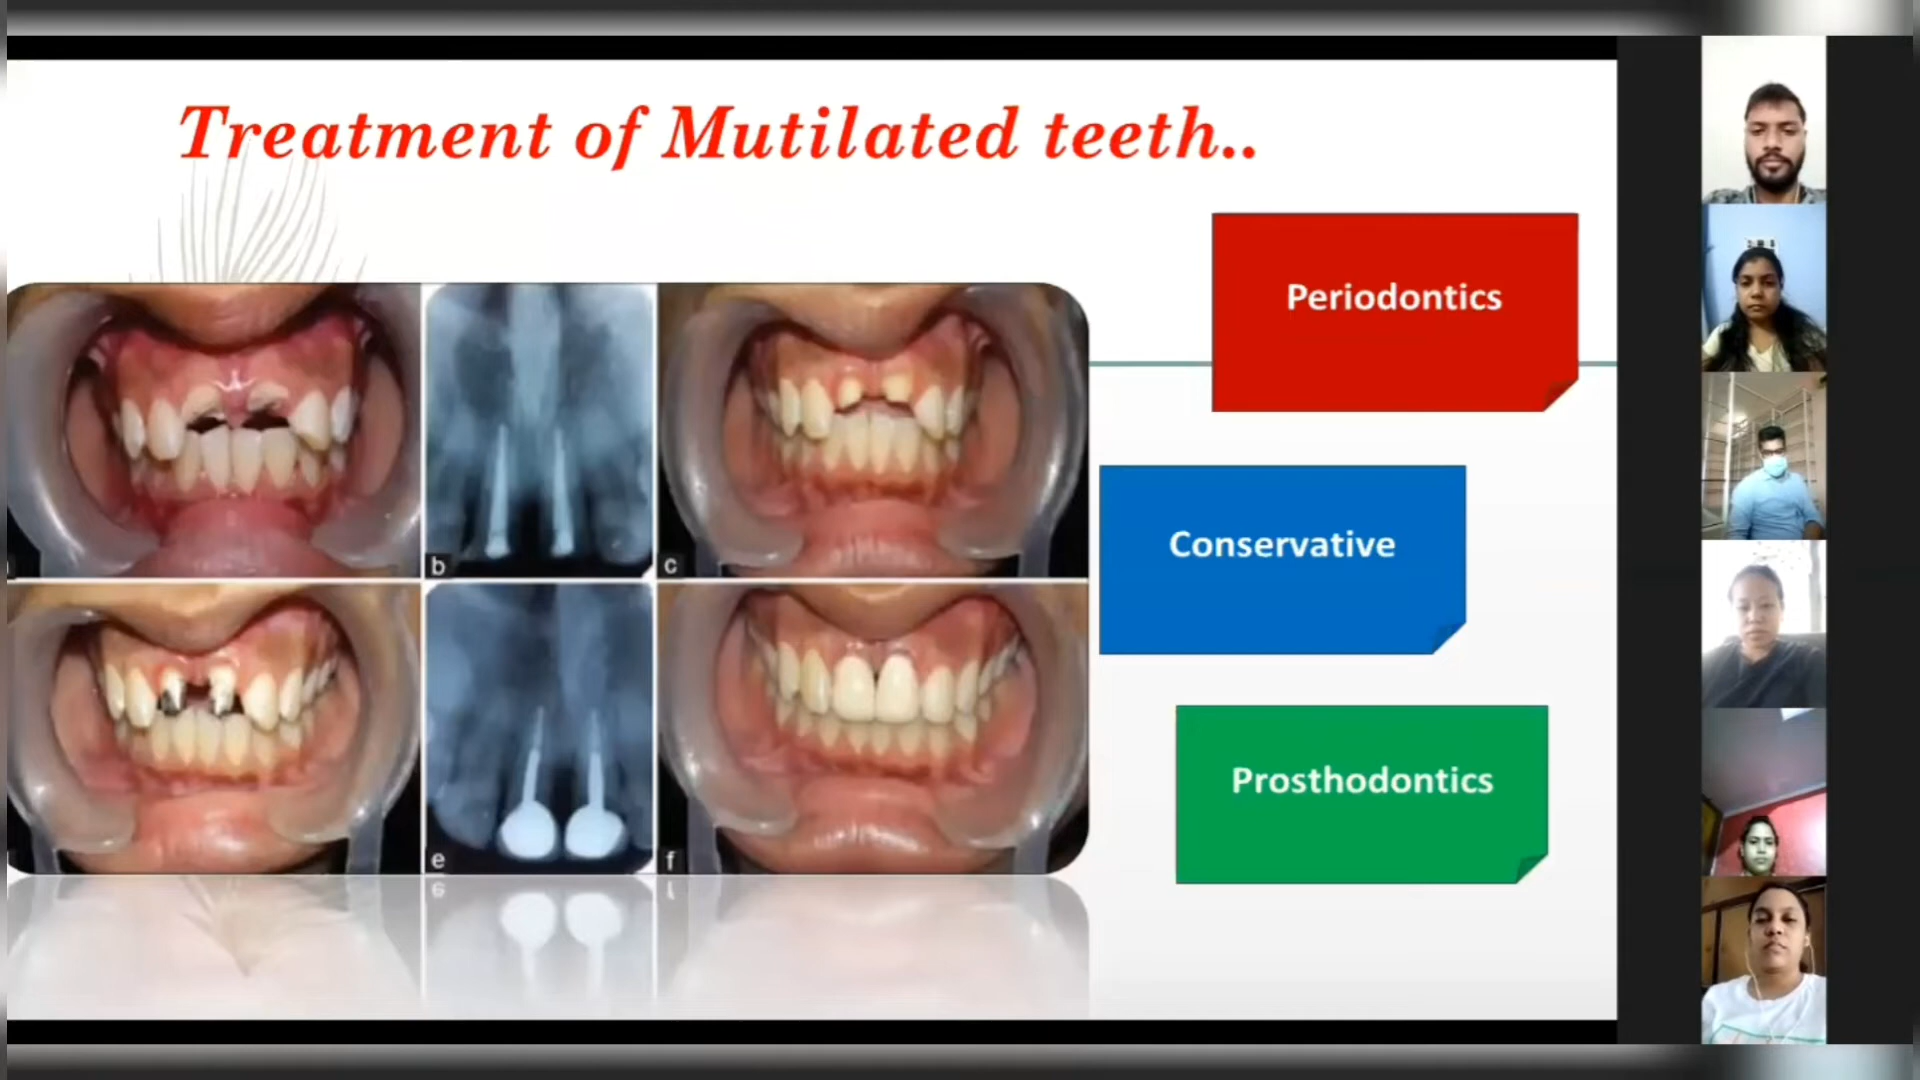 Treatment of Mutilated teeth..
Periodontics
b
c
Conservative
Prosthodontics
e
f